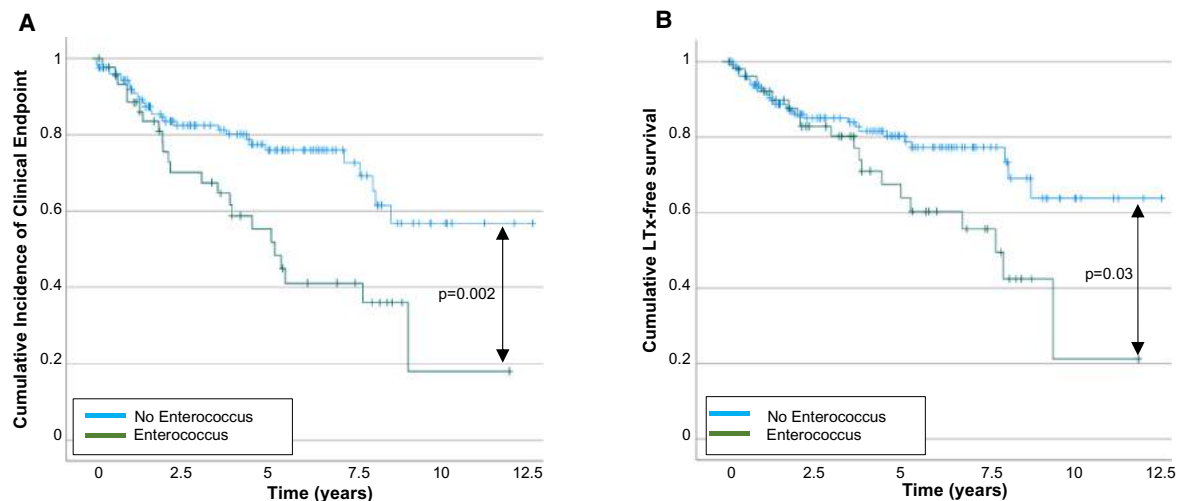 A
Cumulative Incidence of Clinical Endpoint
1
0.8
0.6
0.4
0.2
0
p=0.002
No Enterococcus
Enterococcus
0 2.5 5 7.5 10 12.5
Time (years)
B
Cumulative LTx-free survival
1
0.8
0.6
0.4
0.2
0
p=0.03
No Enterococcus
Enterococcus
0 2.5 5 7.5 10 12.5
Time (years)